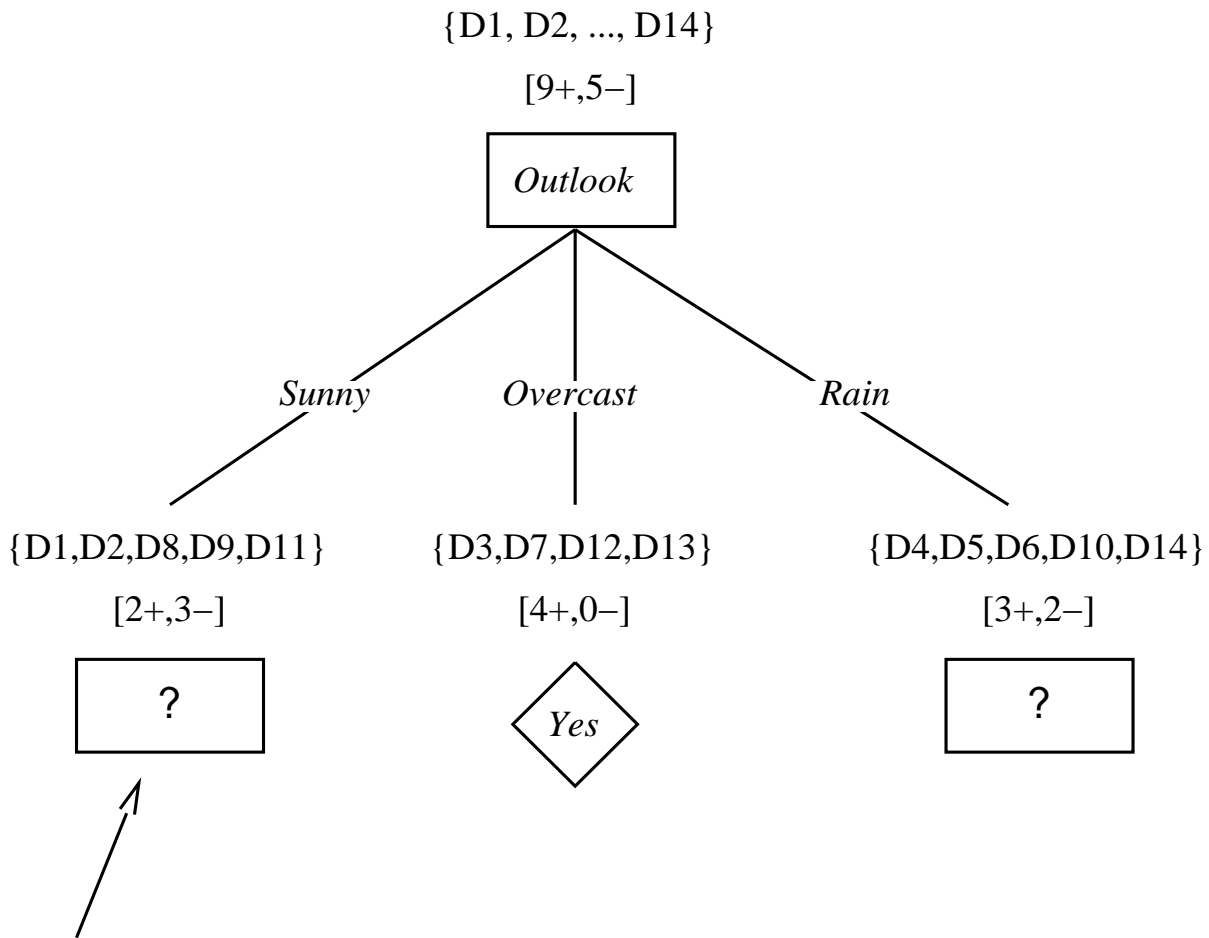 {D1, D2, ..., D14}
[9+,5−]
Outlook
Sunny Overcast Rain
{D1,D2,D8,D9,D11} {D3,D7,D12,D13} {D4,D5,D6,D10,D14}
[2+,3−] [4+,0−] [3+,2−]
? Yes ?